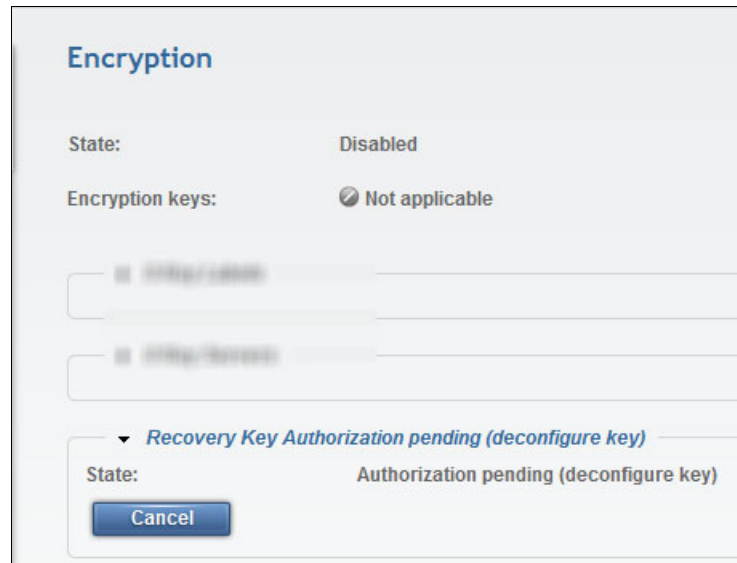 Encryption
State: Disabled
Encryption keys: Not applicable
Recovery Key Authorization pending (deconfigure key)
State: Authorization pending (deconfigure key)
Cancel